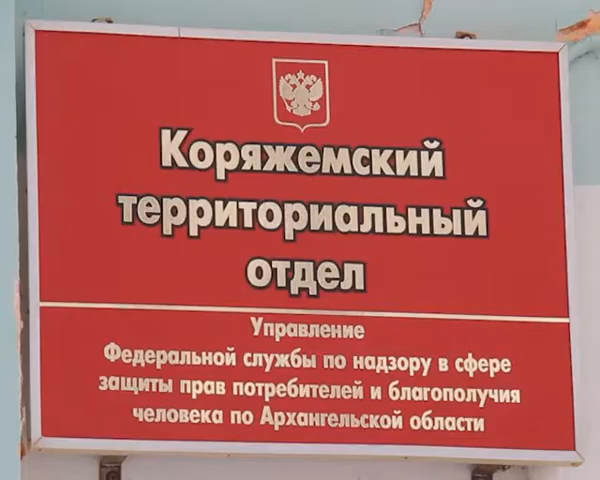 Коряжемский
территориальный
отдел
Управление
Федеральной службы по надзору в сфере
защиты прав потребителей и благополучия
человека по Архангельской области